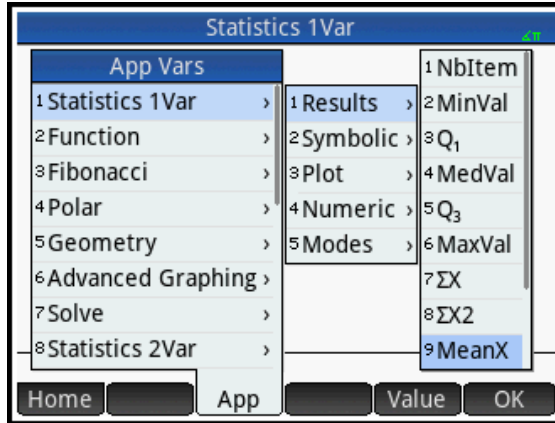 Statistics 1Var
∡π
App Vars
1 Statistics 1Var ›
2 Function ›
3 Fibonacci ›
4 Polar ›
5 Geometry ›
6 Advanced Graphing ›
7 Solve ›
8 Statistics 2Var ›
1 Results ›
2 Symbolic ›
3 Plot ›
4 Numeric ›
5 Modes ›
1 NbItem
2 MinVal
3 Q₁
4 MedVal
5 Q₃
6 MaxVal
7 ΣX
8 ΣX2
9 MeanX
Home App Value OK